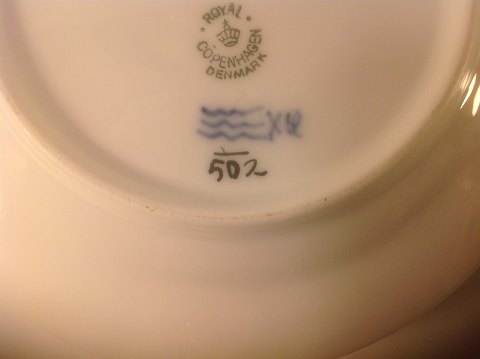 ROYAL
COPENHAGEN
DENMARK
502